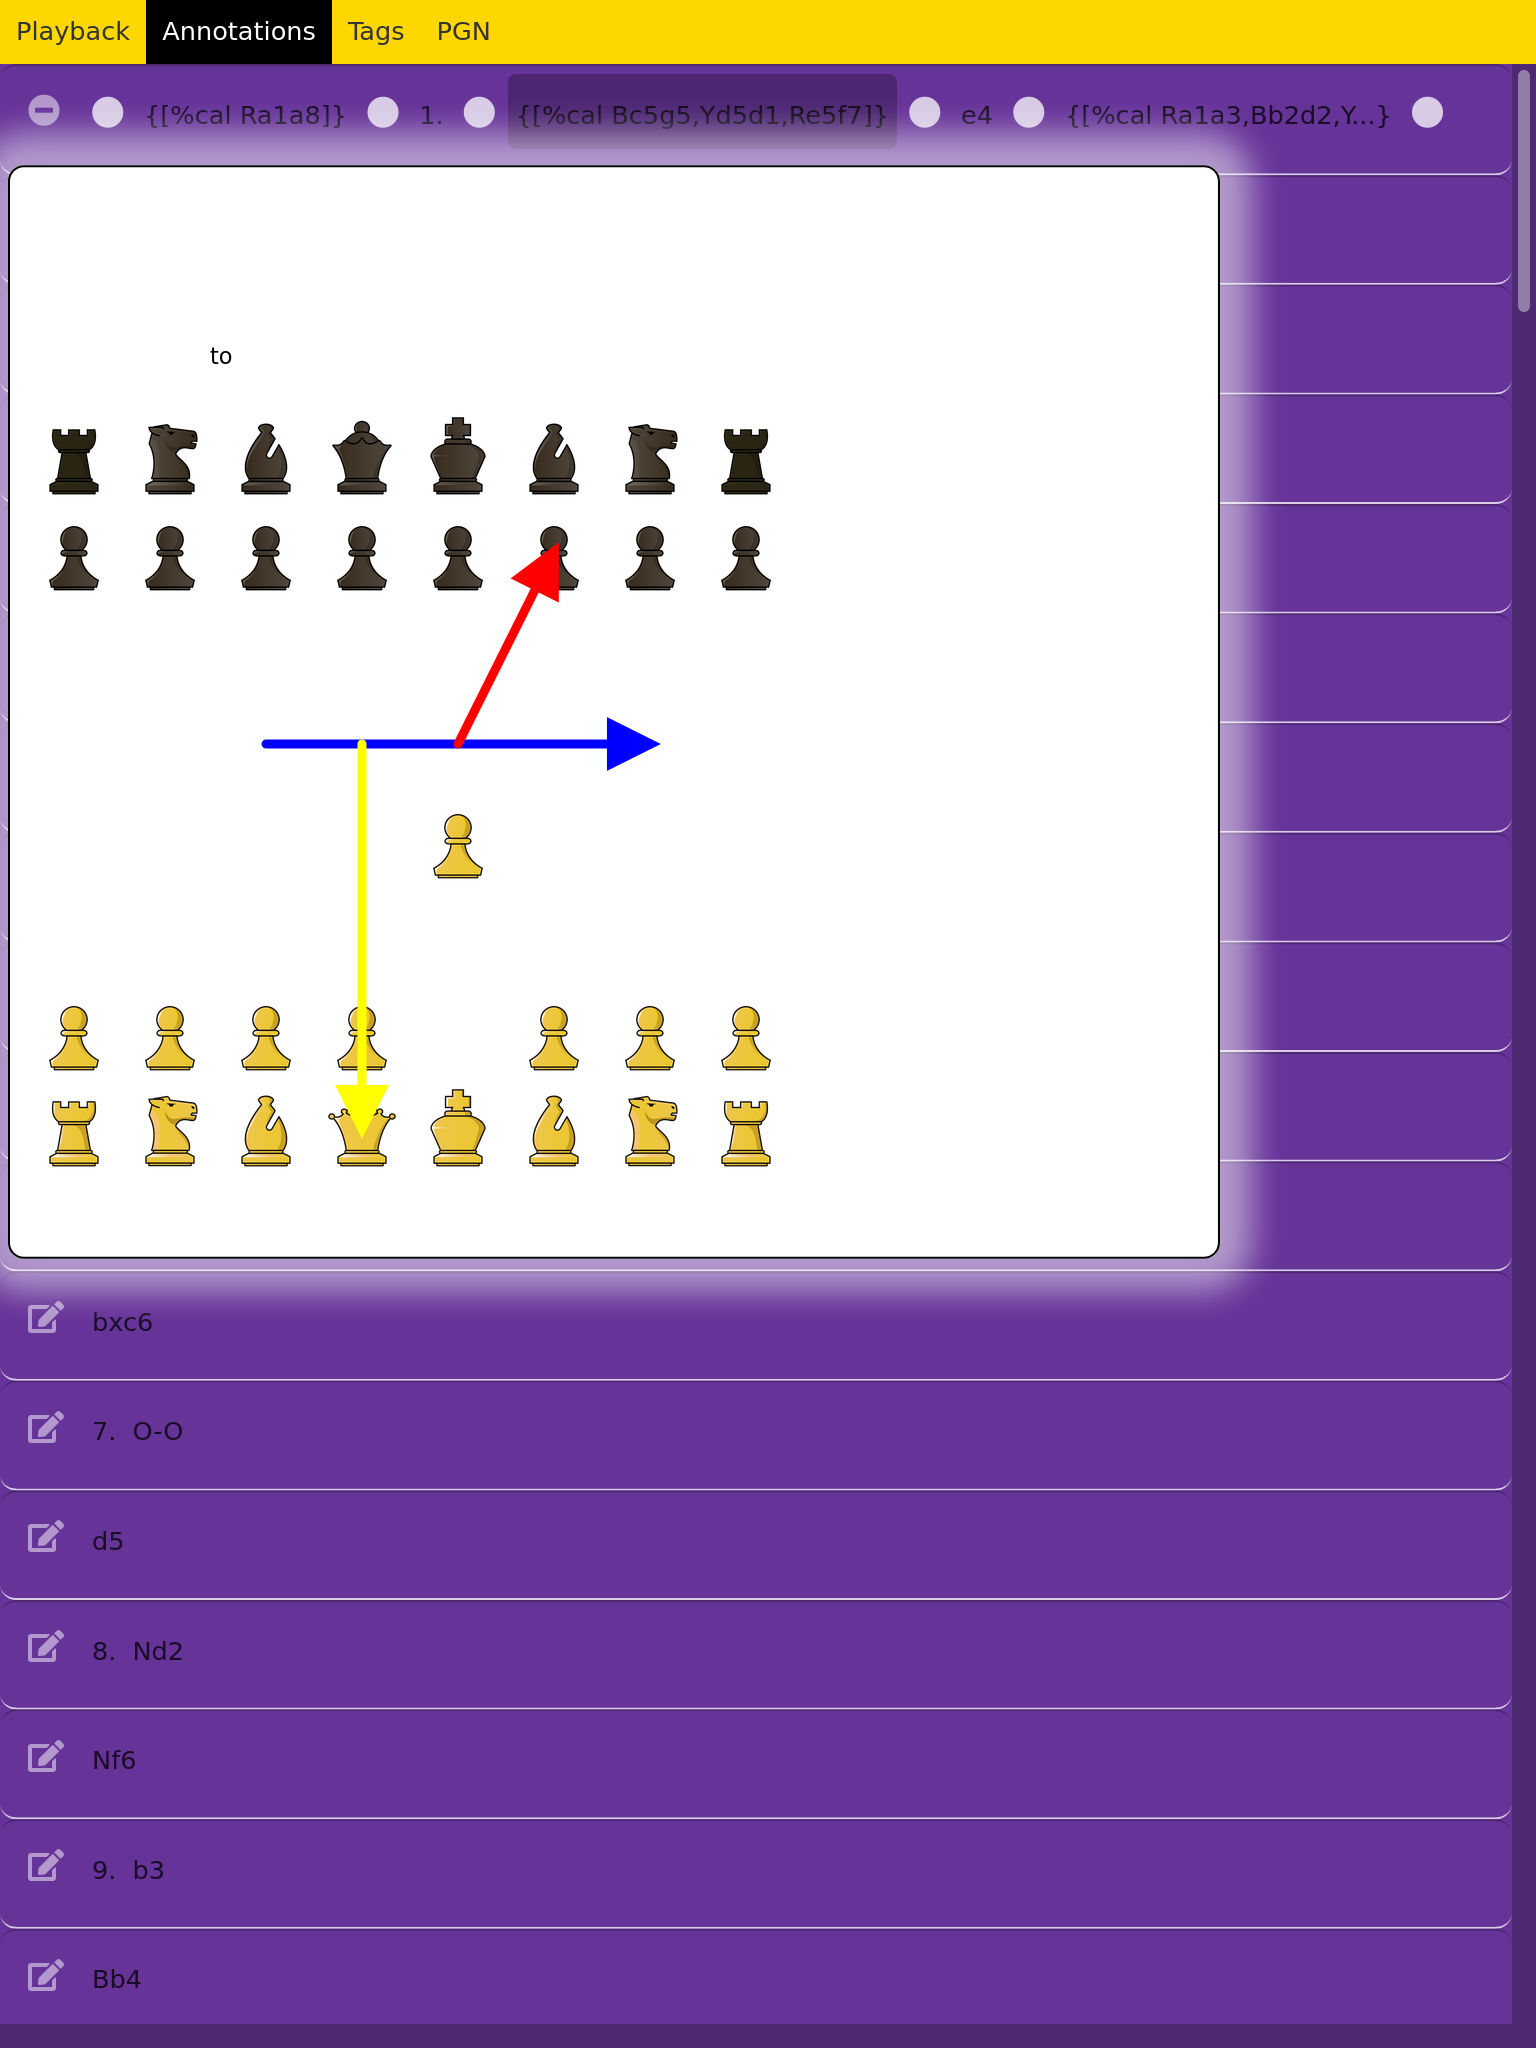 Playback Annotations Tags PGN
{[%cal Ra1a8]} 1. {[%cal Bc5g5,Yd5d1,Re5f7]} e4 {[%cal Ra1a3,Bb2d2,Y...}
to
bxc6
7. O-O
d5
8. Nd2
Nf6
9. b3
Bb4